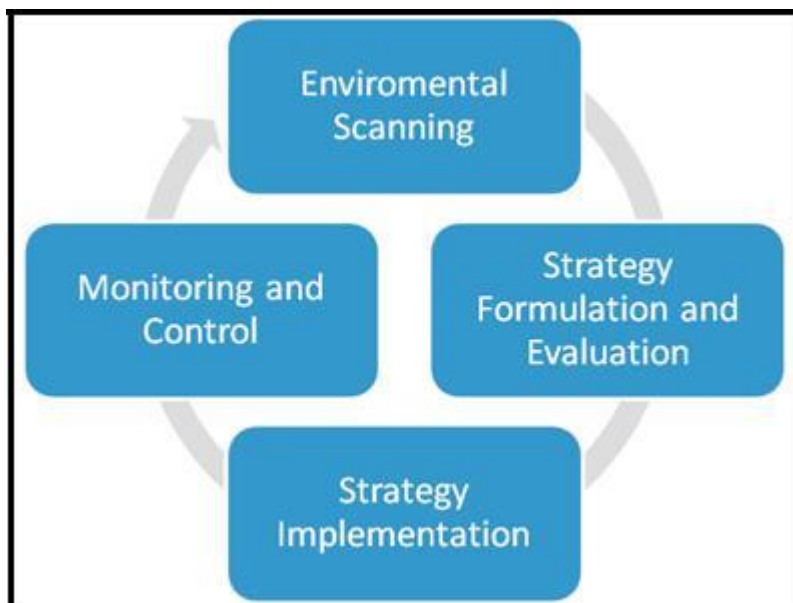 Enviromental
Scanning
Strategy
Formulation and
Evaluation
Strategy
Implementation
Monitoring and
Control